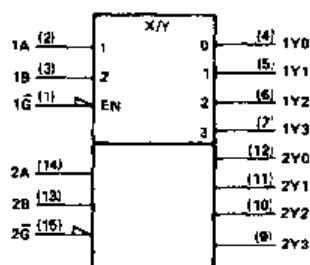 X/Y
1A (2) 1 0 (4) 1Y0
1B (3) 2 1 (5) 1Y1
1G̅ (1) EN 2 (6) 1Y2
3 (7) 1Y3
2A (14) (12) 2Y0
2B (13) (11) 2Y1
(10) 2Y2
2G̅ (15) (9) 2Y3